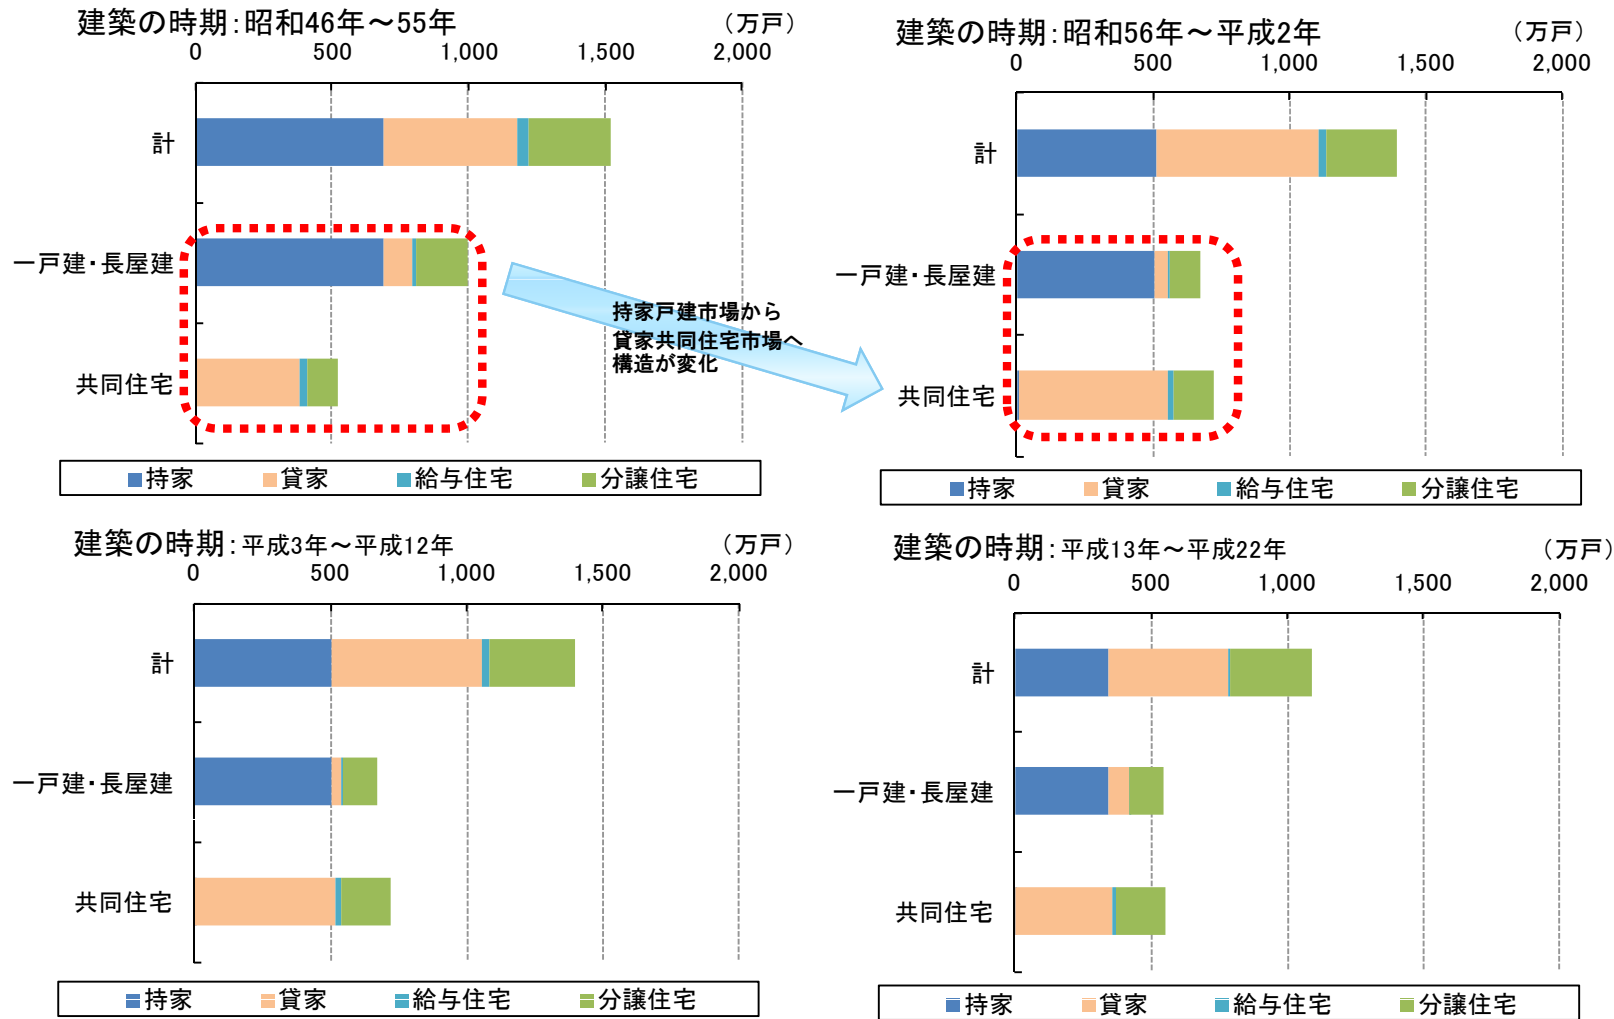 建築の時期:昭和46年～55年
（万戸）
0 500 1,000 1,500 2,000
計
一戸建・長屋建
共同住宅
持家 貸家 給与住宅 分譲住宅
持家戸建市場から
貸家共同住宅市場へ
構造が変化
建築の時期:昭和56年～平成2年
（万戸）
0 500 1,000 1,500 2,000
計
一戸建・長屋建
共同住宅
持家 貸家 給与住宅 分譲住宅
建築の時期:平成3年～平成12年
（万戸）
0 500 1,000 1,500 2,000
計
一戸建・長屋建
共同住宅
持家 貸家 給与住宅 分譲住宅
建築の時期:平成13年～平成22年
（万戸）
0 500 1,000 1,500 2,000
計
一戸建・長屋建
共同住宅
持家 貸家 給与住宅 分譲住宅